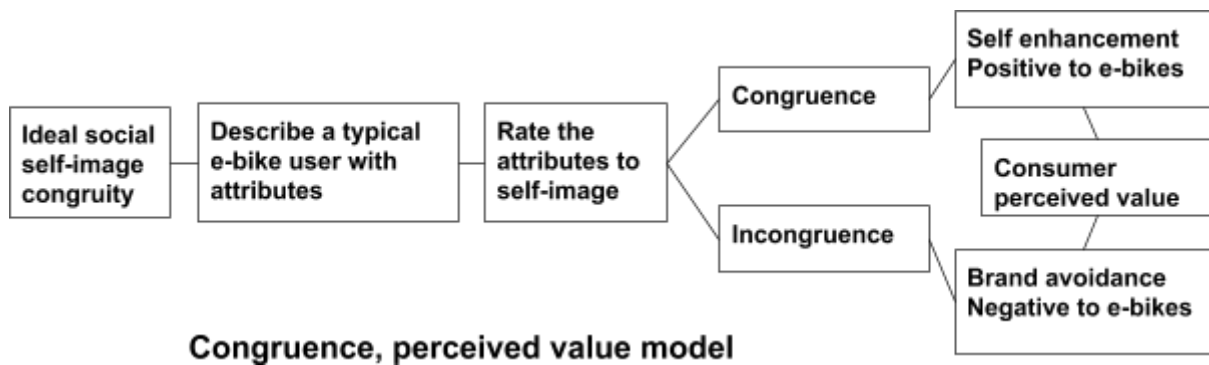 Ideal social
self-image
congruity
Describe a typical
e-bike user with
attributes
Rate the
attributes to
self-image
Congruence
Incongruence
Self enhancement
Positive to e-bikes
Consumer
perceived value
Brand avoidance
Negative to e-bikes
Congruence, perceived value model